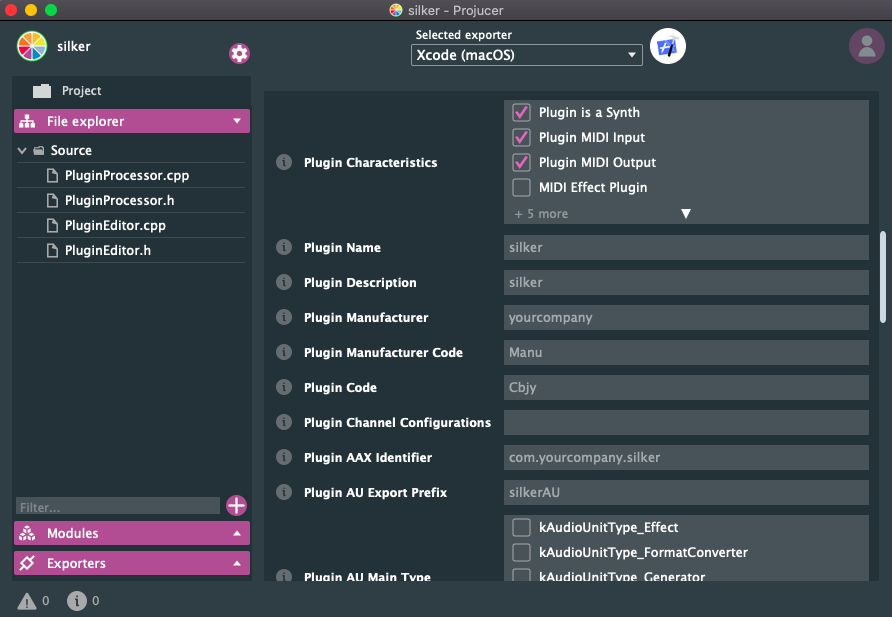 silker - Projucer
silker
Selected exporter
Xcode (macOS)
Project
File explorer
Source
PluginProcessor.cpp
PluginProcessor.h
PluginEditor.cpp
PluginEditor.h
Filter...
Modules
Exporters
0
0
Plugin Characteristics
Plugin is a Synth
Plugin MIDI Input
Plugin MIDI Output
MIDI Effect Plugin
+ 5 more
Plugin Name
silker
Plugin Description
silker
Plugin Manufacturer
yourcompany
Plugin Manufacturer Code
Manu
Plugin Code
Cbjy
Plugin Channel Configurations
Plugin AAX Identifier
com.yourcompany.silker
Plugin AU Export Prefix
silkerAU
Plugin AU Main Type
kAudioUnitType_Effect
kAudioUnitType_FormatConverter
kAudioUnitType_Generator